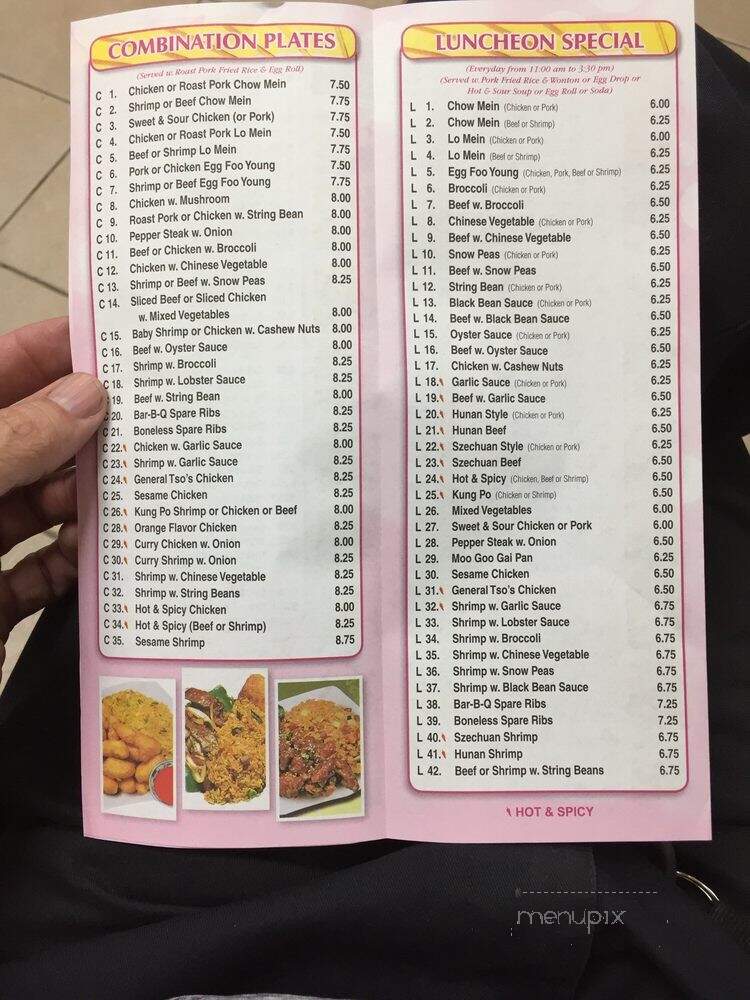 COMBINATION PLATES
(Served w. Roast Pork Fried Rice & Egg Roll)
C 1. Chicken or Roast Pork Chow Mein 7.50
C 2. Shrimp or Beef Chow Mein 7.75
C 3. Sweet & Sour Chicken (or Pork) 7.75
C 4. Chicken or Roast Pork Lo Mein 7.50
C 5. Beef or Shrimp Lo Mein 7.75
C 6. Pork or Chicken Egg Foo Young 7.50
C 7. Shrimp or Beef Egg Foo Young 7.75
C 8. Chicken w. Mushroom 8.00
C 9. Roast Pork or Chicken w. String Bean 8.00
C 10. Pepper Steak w. Onion 8.00
C 11. Beef or Chicken w. Broccoli 8.00
C 12. Chicken w. Chinese Vegetable 8.00
C 13. Shrimp or Beef w. Snow Peas 8.25
C 14. Sliced Beef or Sliced Chicken
w. Mixed Vegetables 8.00
C 15. Baby Shrimp or Chicken w. Cashew Nuts 8.00
C 16. Beef w. Oyster Sauce 8.00
C 17. Shrimp w. Broccoli 8.25
C 18. Shrimp w. Lobster Sauce 8.25
C 19. Beef w. String Bean 8.00
C 20. Bar-B-Q Spare Ribs 8.25
C 21. Boneless Spare Ribs 8.25
C 22. Chicken w. Garlic Sauce 8.00
C 23. Shrimp w. Garlic Sauce 8.25
C 24. General Tso's Chicken 8.25
C 25. Sesame Chicken 8.25
C 26. Kung Po Shrimp or Chicken or Beef 8.00
C 28. Orange Flavor Chicken 8.25
C 29. Curry Chicken w. Onion 8.00
C 30. Curry Shrimp w. Onion 8.25
C 31. Shrimp w. Chinese Vegetable 8.25
C 32. Shrimp w. String Beans 8.25
C 33. Hot & Spicy Chicken 8.00
C 34. Hot & Spicy (Beef or Shrimp) 8.25
C 35. Sesame Shrimp 8.75
LUNCHEON SPECIAL
(Everyday from 11:00 am to 3:30 pm)
(Served w. Pork Fried Rice & Wonton or Egg Drop or
Hot & Sour Soup or Egg Roll or Soda)
L 1. Chow Mein (Chicken or Pork) 6.00
L 2. Chow Mein (Beef or Shrimp) 6.25
L 3. Lo Mein (Chicken or Pork) 6.00
L 4. Lo Mein (Beef or Shrimp) 6.25
L 5. Egg Foo Young (Chicken, Pork, Beef or Shrimp) 6.25
L 6. Broccoli (Chicken or Pork) 6.25
L 7. Beef w. Broccoli 6.50
L 8. Chinese Vegetable (Chicken or Pork) 6.25
L 9. Beef w. Chinese Vegetable 6.50
L 10. Snow Peas (Chicken or Pork) 6.25
L 11. Beef w. Snow Peas 6.50
L 12. String Bean (Chicken or Pork) 6.25
L 13. Black Bean Sauce (Chicken or Pork) 6.25
L 14. Beef w. Black Bean Sauce 6.50
L 15. Oyster Sauce (Chicken or Pork) 6.25
L 16. Beef w. Oyster Sauce 6.50
L 17. Chicken w. Cashew Nuts 6.25
L 18. Garlic Sauce (Chicken or Pork) 6.25
L 19. Beef w. Garlic Sauce 6.50
L 20. Hunan Style (Chicken or Pork) 6.25
L 21. Hunan Beef 6.50
L 22. Szechuan Style (Chicken or Pork) 6.25
L 23. Szechuan Beef 6.50
L 24. Hot & Spicy (Chicken, Beef or Shrimp) 6.50
L 25. Kung Po (Chicken or Shrimp) 6.50
L 26. Mixed Vegetables 6.00
L 27. Sweet & Sour Chicken or Pork 6.00
L 28. Pepper Steak w. Onion 6.50
L 29. Moo Goo Gai Pan 6.25
L 30. Sesame Chicken 6.50
L 31. General Tso's Chicken 6.50
L 32. Shrimp w. Garlic Sauce 6.75
L 33. Shrimp w. Lobster Sauce 6.75
L 34. Shrimp w. Broccoli 6.75
L 35. Shrimp w. Chinese Vegetable 6.75
L 36. Shrimp w. Snow Peas 6.75
L 37. Shrimp w. Black Bean Sauce 6.75
L 38. Bar-B-Q Spare Ribs 7.25
L 39. Boneless Spare Ribs 7.25
L 40. Szechuan Shrimp 6.75
L 41. Hunan Shrimp 6.75
L 42. Beef or Shrimp w. String Beans 6.75
HOT & SPICY
menupix